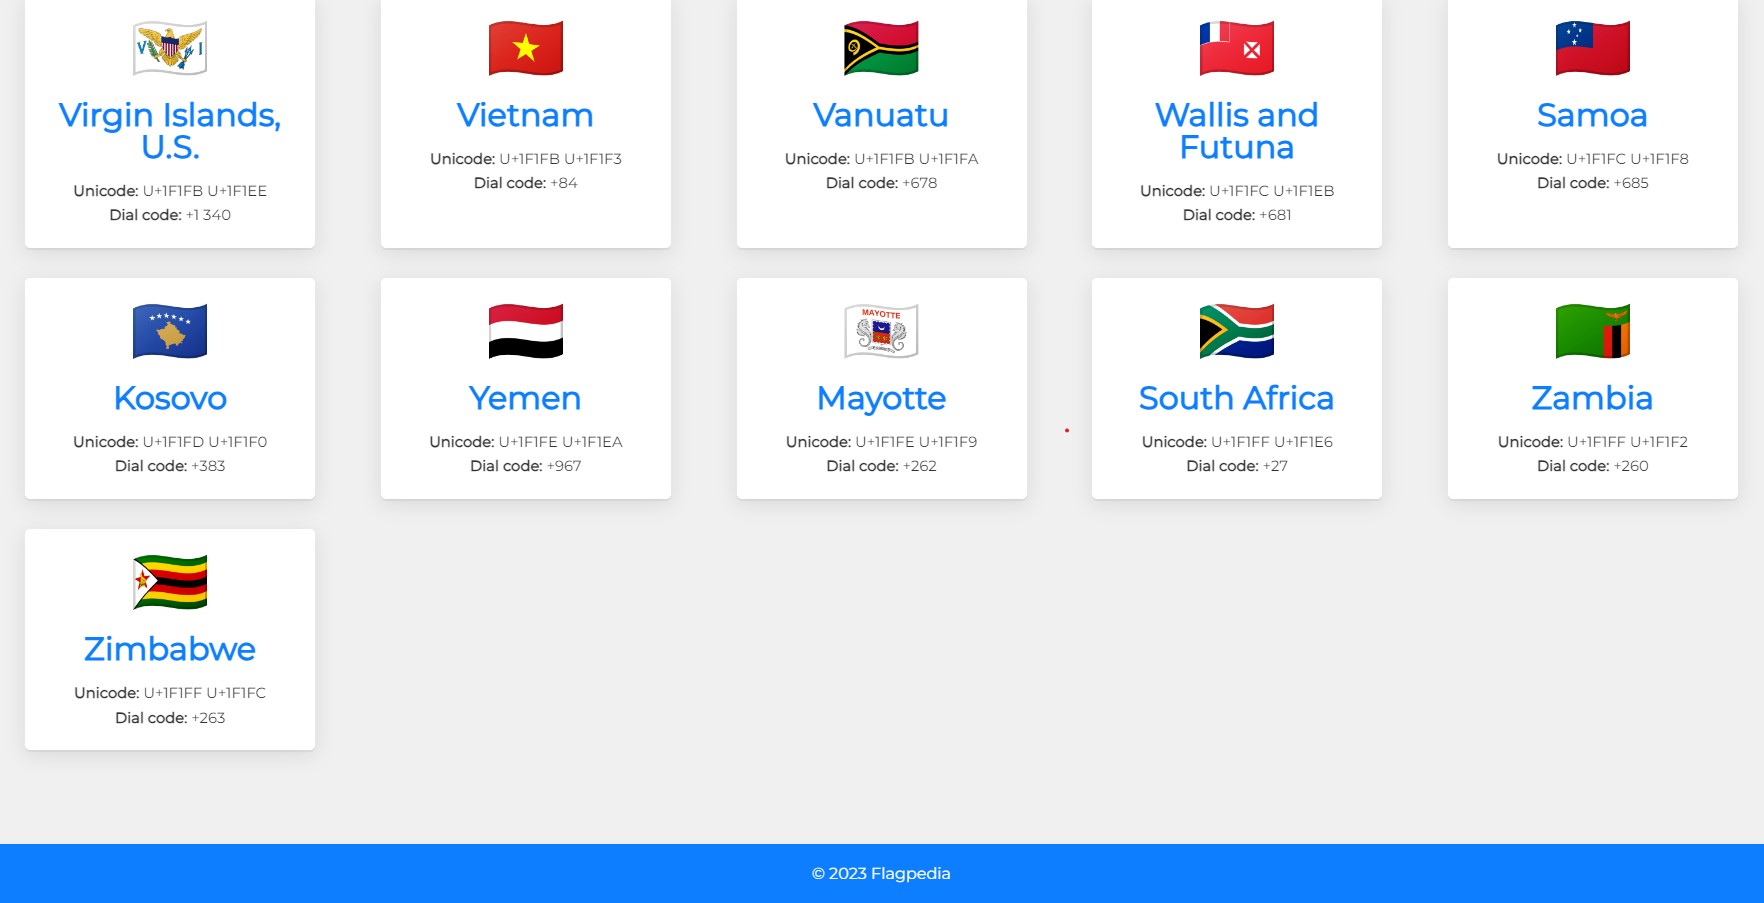 V I
Virgin Islands,
U.S.
Unicode: U+1F1FB U+1F1EE
Dial code: +1 340
Vietnam
Unicode: U+1F1FB U+1F1F3
Dial code: +84
Vanuatu
Unicode: U+1F1FB U+1F1FA
Dial code: +678
Wallis and
Futuna
Unicode: U+1F1FC U+1F1EB
Dial code: +681
Samoa
Unicode: U+1F1FC U+1F1F8
Dial code: +685
Kosovo
Unicode: U+1F1FD U+1F1F0
Dial code: +383
Yemen
Unicode: U+1F1FE U+1F1EA
Dial code: +967
MAYOTTE
Mayotte
Unicode: U+1F1FE U+1F1F9
Dial code: +262
South Africa
Unicode: U+1F1FF U+1F1E6
Dial code: +27
Zambia
Unicode: U+1F1FF U+1F1F2
Dial code: +260
Zimbabwe
Unicode: U+1F1FF U+1F1FC
Dial code: +263
© 2023 Flagpedia